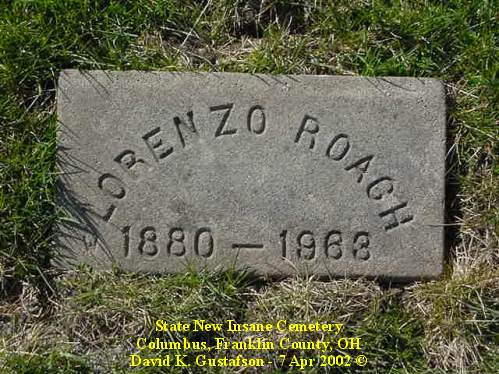 LORENZO ROACH
1880 — 1968
State New Insane Cemetery
Columbus, Franklin County, OH
David K. Gustafson - 7 Apr 2002 ©